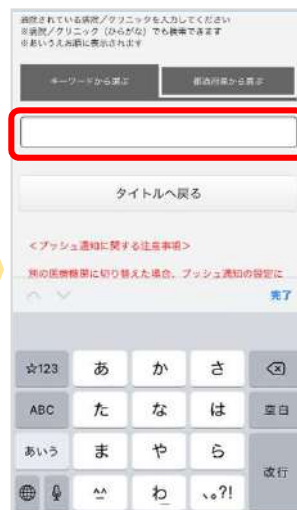 通院されている病院/クリニックを入力してください
※病院/クリニック（ひらがな）でも検索できます
※あいうえお順に表示されます
キーワードから選ぶ
都道府県から選ぶ
タイトルへ戻る
<プッシュ通知に関する注意事項>
別の医療機関に切り替えた場合、プッシュ通知の設定に
完了
☆123
あ
か
さ
ABC
た
な
は
空白
あいう
ま
や
ら
改行
^^
わ
、。?!